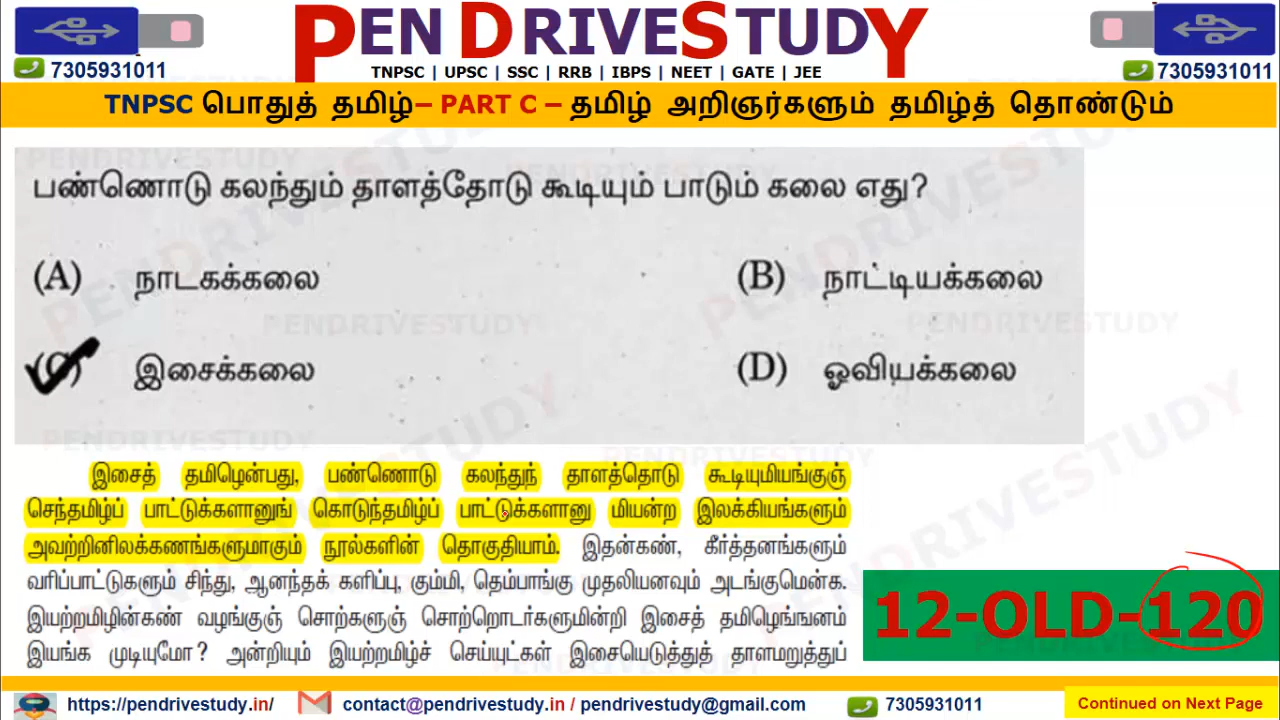 PEN DRIVESTUDY
7305931011
TNPSC | UPSC | SSC | RRB | IBPS | NEET | GATE | JEE
7305931011
TNPSC பொதுத் தமிழ்– PART C – தமிழ் அறிஞர்களும் தமிழ்த் தொண்டும்
பண்ணொடு கலந்தும் தாளத்தோடு கூடியும் பாடும் கலை எது?
(A) நாடகக்கலை
(B) நாட்டியக்கலை
(C) இசைக்கலை
(D) ஓவியக்கலை
இசைத் தமிழென்பது, பண்ணொடு கலந்துந் தாளத்தொடு கூடியுமியங்குஞ்
செந்தமிழ்ப் பாட்டுக்களானுங் கொடுந்தமிழ்ப் பாட்டுக்களானு மியன்ற இலக்கியங்களும்
அவற்றினிலக்கணங்களுமாகும் நூல்களின் தொகுதியாம். இதன்கண், கீர்த்தனங்களும்
வரிப்பாட்டுகளும் சிந்து, ஆனந்தக் களிப்பு, கும்மி, தெம்பாங்கு முதலியனவும் அடங்குமென்க.
இயற்றமிழின்கண் வழங்குஞ் சொற்களுஞ் சொற்றொடர்களுமின்றி இசைத் தமிழெங்ஙனம்
இயங்க முடியுமோ? அன்றியும் இயற்றமிழ்ச் செய்யுட்கள் இசையெடுத்துத் தாளமறுத்துப்
12-OLD-120
https://pendrivestudy.in/
contact@pendrivestudy.in / pendrivestudy@gmail.com
7305931011
Continued on Next Page